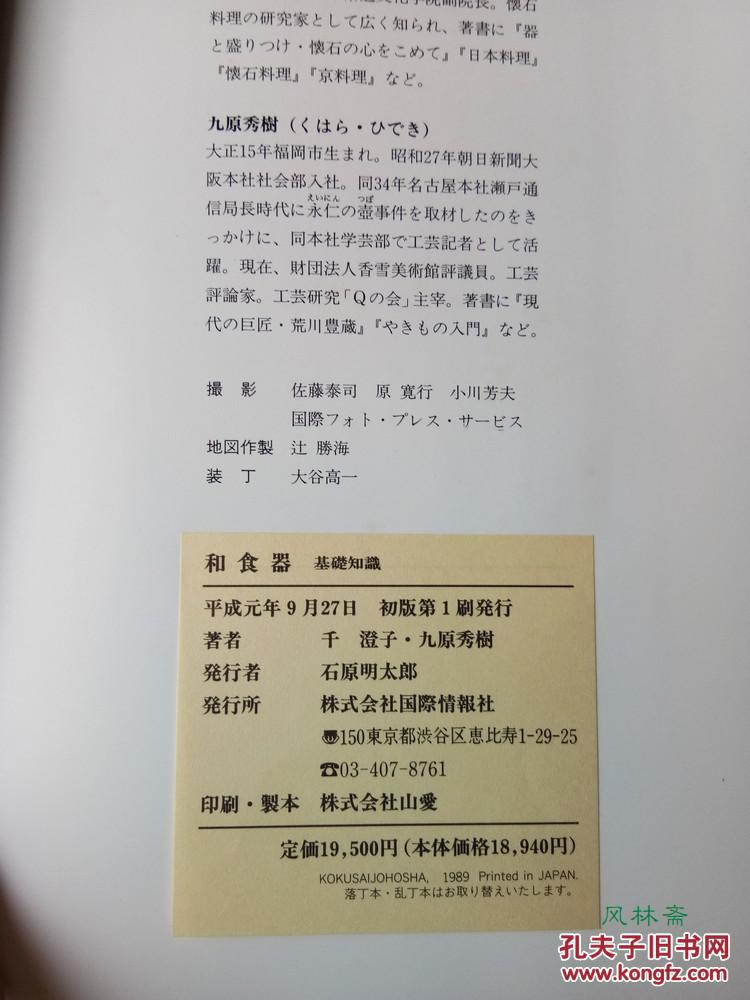 化学院副院長。懐石
料理の研究家として広く知られ、著書に『器
と盛りつけ・懐石の心をこめて』『日本料理』
『懐石料理』『京料理』など。
九原秀樹（くはら・ひでき）
大正15年福岡市生まれ。昭和27年朝日新聞大
阪本社社会部入社。同34年名古屋本社瀬戸通
えいにん つぼ
信局長時代に永仁の壺事件を取材したのをき
っかけに、同本社学芸部で工芸記者として活
躍。現在、財団法人香雪美術館評議員。工芸
評論家。工芸研究「Qの会」主宰。著書に『現
代の巨匠・荒川豊蔵』『やきもの入門』など。
撮 影 佐藤泰司 原 寛行 小川芳夫
国際フォト・プレス・サービス
地図作製 辻 勝海
装 丁 大谷高一
和食器 基礎知識
平成元年9月27日 初版第1刷発行
著者 千 澄子・九原秀樹
発行者 石原明太郎
発行所 株式会社国際情報社
150東京都渋谷区恵比寿1-29-25
☎03-407-8761
印刷・製本 株式会社山愛
定価19,500円（本体価格18,940円）
KOKUSAIJOHOSHA, 1989 Printed in JAPAN.
落丁本・乱丁本はお取り替えいたします。
风林斋
孔夫子旧书网
www.kongfz.com